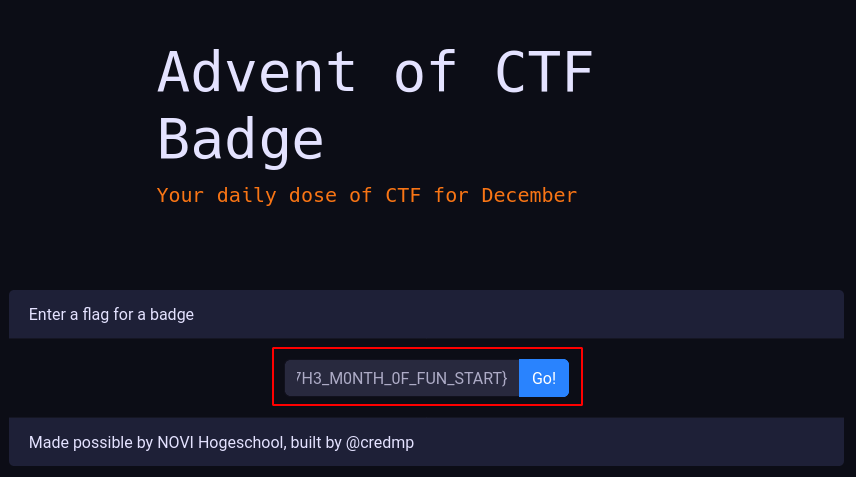 Advent of CTF
Badge
Your daily dose of CTF for December
Enter a flag for a badge
7H3_M0NTH_0F_FUN_START} Go!
Made possible by NOVI Hogeschool, built by @credmp